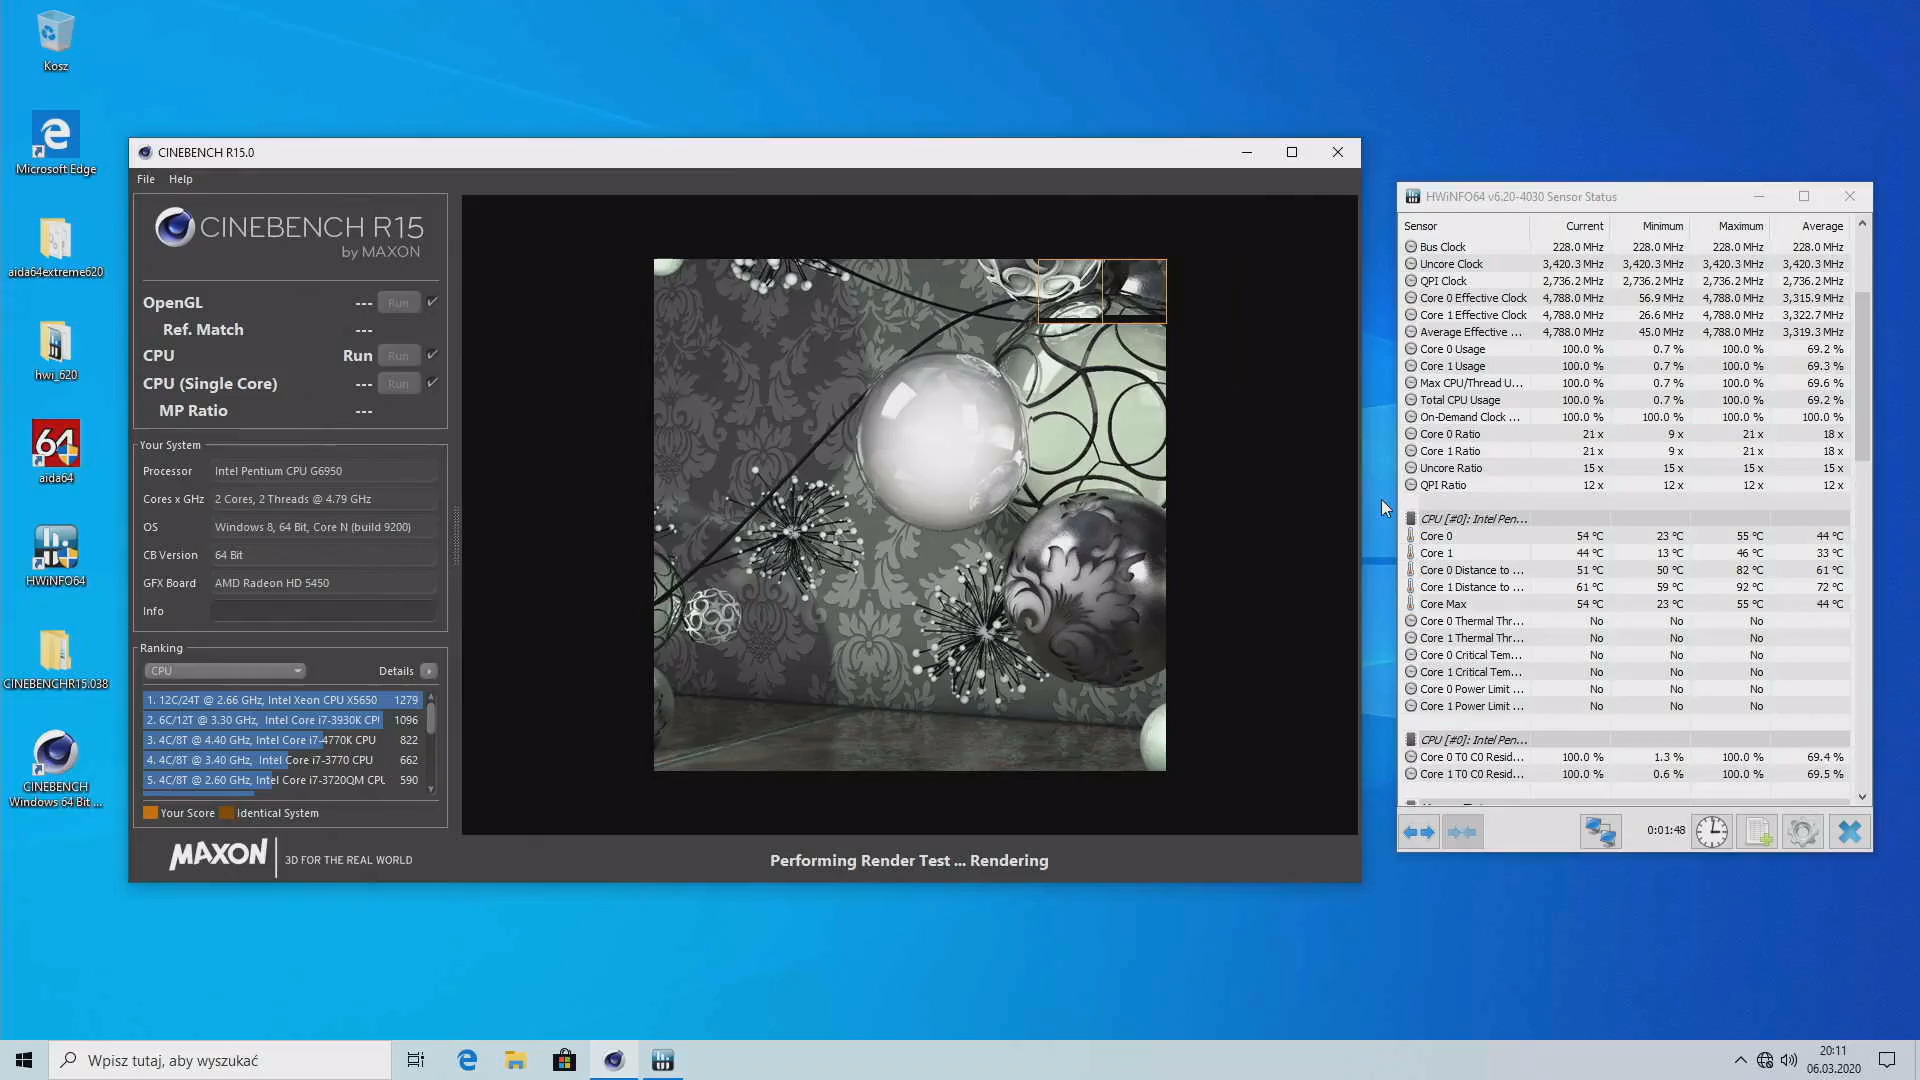 Kosz
Microsoft Edge
aida64extreme620
hwi_620
64
aida64
HWiNFO64
CINEBENCHR15.038
CINEBENCH
Windows 64 Bit ...
CINEBENCH R15.0
File Help
CINEBENCH R15
by MAXON
OpenGL --- Run
Ref. Match ---
CPU Run Run
CPU (Single Core) --- Run
MP Ratio ---
Your System
Processor Intel Pentium CPU G6950
Cores x GHz 2 Cores, 2 Threads @ 4.79 GHz
OS Windows 8, 64 Bit, Core N (build 9200)
CB Version 64 Bit
GFX Board AMD Radeon HD 5450
Info
Ranking
CPU Details
1. 12C/24T @ 2.66 GHz, Intel Xeon CPU X5650 1279
2. 6C/12T @ 3.30 GHz, Intel Core i7-3930K CPU 1096
3. 4C/8T @ 4.40 GHz, Intel Core i7-4770K CPU 822
4. 4C/8T @ 3.40 GHz, Intel Core i7-3770 CPU 662
5. 4C/8T @ 2.60 GHz, Intel Core i7-3720QM CPU 590
Your Score Identical System
MAXON 3D FOR THE REAL WORLD
Performing Render Test ... Rendering
HWiNFO64 v6.20-4030 Sensor Status
Sensor Current Minimum Maximum Average
Bus Clock 228.0 MHz 228.0 MHz 228.0 MHz 228.0 MHz
Uncore Clock 3,420.3 MHz 3,420.3 MHz 3,420.3 MHz 3,420.3 MHz
QPI Clock 2,736.2 MHz 2,736.2 MHz 2,736.2 MHz 2,736.2 MHz
Core 0 Effective Clock 4,788.0 MHz 56.9 MHz 4,788.0 MHz 3,315.9 MHz
Core 1 Effective Clock 4,788.0 MHz 26.6 MHz 4,788.0 MHz 3,322.7 MHz
Average Effective ... 4,788.0 MHz 45.0 MHz 4,788.0 MHz 3,319.3 MHz
Core 0 Usage 100.0 % 0.7 % 100.0 % 69.2 %
Core 1 Usage 100.0 % 0.7 % 100.0 % 69.3 %
Max CPU/Thread U... 100.0 % 0.7 % 100.0 % 69.6 %
Total CPU Usage 100.0 % 0.7 % 100.0 % 69.2 %
On-Demand Clock ... 100.0 % 100.0 % 100.0 % 100.0 %
Core 0 Ratio 21 x 9 x 21 x 18 x
Core 1 Ratio 21 x 9 x 21 x 18 x
Uncore Ratio 15 x 15 x 15 x 15 x
QPI Ratio 12 x 12 x 12 x 12 x
CPU [#0]: Intel Pen...
Core 0 54 °C 23 °C 55 °C 44 °C
Core 1 44 °C 13 °C 46 °C 33 °C
Core 0 Distance to ... 51 °C 50 °C 82 °C 61 °C
Core 1 Distance to ... 61 °C 59 °C 92 °C 72 °C
Core Max 54 °C 23 °C 55 °C 44 °C
Core 0 Thermal Thr... No No No
Core 1 Thermal Thr... No No No
Core 0 Critical Tem... No No No
Core 1 Critical Tem... No No No
Core 0 Power Limit ... No No No
Core 1 Power Limit ... No No No
CPU [#0]: Intel Pen...
Core 0 T0 C0 Resid... 100.0 % 1.3 % 100.0 % 69.4 %
Core 1 T0 C0 Resid... 100.0 % 0.6 % 100.0 % 69.5 %
0:01:48
Wpisz tutaj, aby wyszukać
20:11
06.03.2020